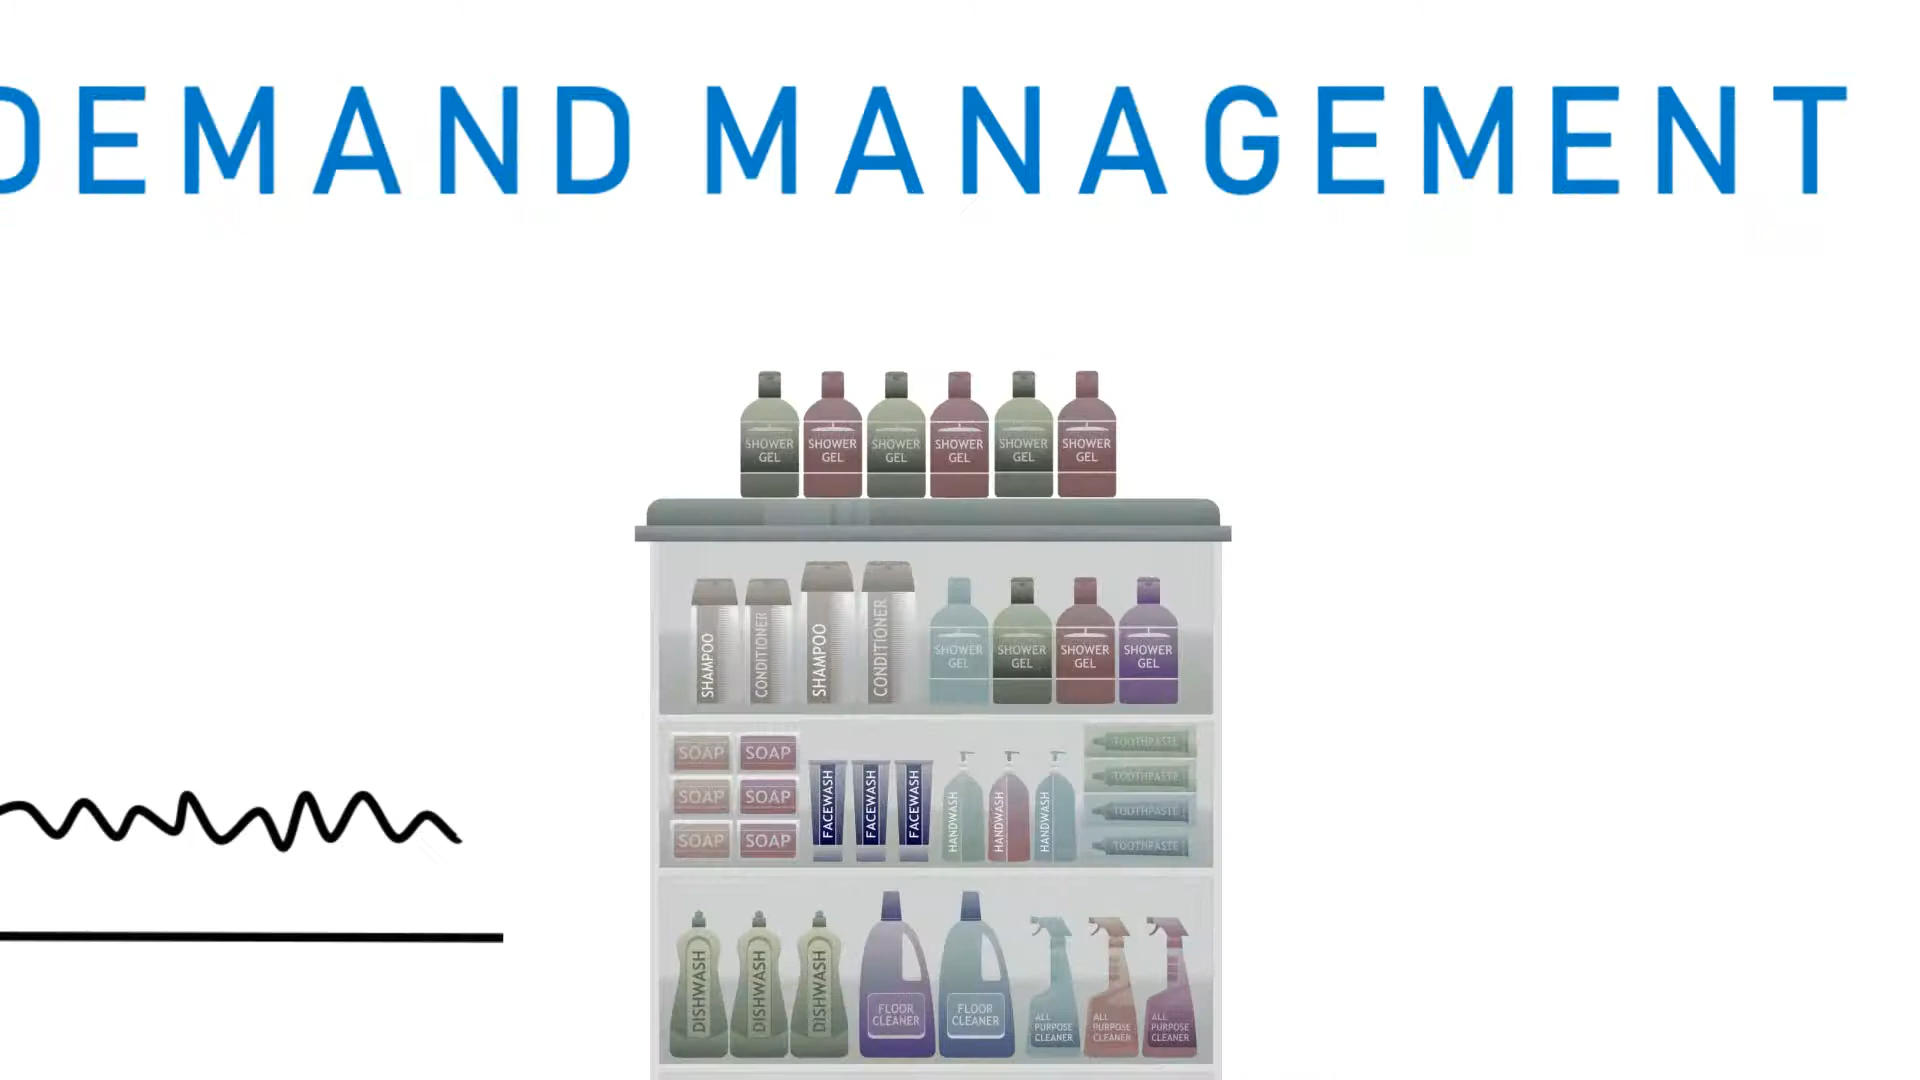 DEMAND MANAGEMENT
SHOWER GEL SHOWER GEL SHOWER GEL SHOWER GEL SHOWER GEL SHOWER GEL
SHAMPOO CONDITIONER SHAMPOO CONDITIONER SHOWER GEL SHOWER GEL SHOWER GEL SHOWER GEL
SOAP SOAP
SOAP SOAP
SOAP SOAP
FACEWASH FACEWASH FACEWASH
HANDWASH HANDWASH HANDWASH
TOOTHPASTE
TOOTHPASTE
TOOTHPASTE
TOOTHPASTE
DISHWASH DISHWASH DISHWASH
FLOOR CLEANER FLOOR CLEANER
ALL PURPOSE CLEANER ALL PURPOSE CLEANER ALL PURPOSE CLEANER